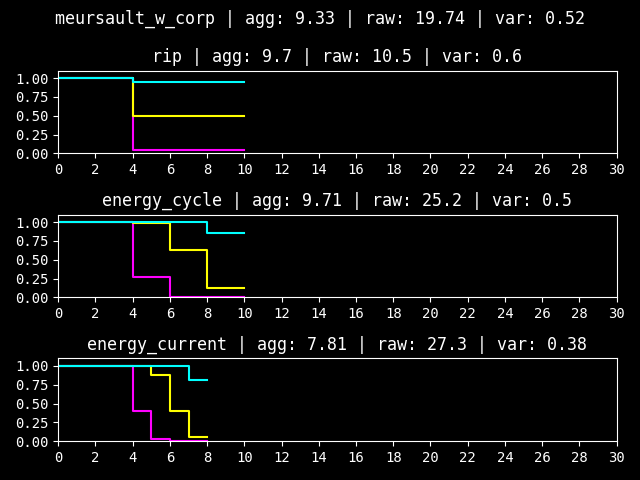 meursault_w_corp | agg: 9.33 | raw: 19.74 | var: 0.52
rip | agg: 9.7 | raw: 10.5 | var: 0.6
1.00
0.75
0.50
0.25
0.00
0 2 4 6 8 10 12 14 16 18 20 22 24 26 28 30
energy_cycle | agg: 9.71 | raw: 25.2 | var: 0.5
1.00
0.75
0.50
0.25
0.00
0 2 4 6 8 10 12 14 16 18 20 22 24 26 28 30
energy_current | agg: 7.81 | raw: 27.3 | var: 0.38
1.00
0.75
0.50
0.25
0.00
0 2 4 6 8 10 12 14 16 18 20 22 24 26 28 30